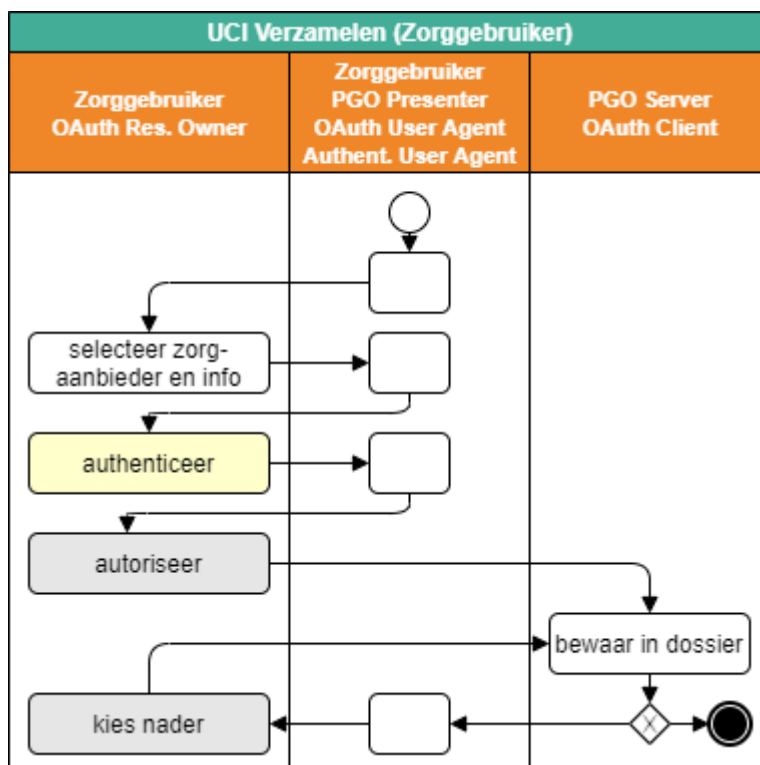 UCI Verzamelen (Zorggebruiker)
Zorggebruiker
OAuth Res. Owner
Zorggebruiker
PGO Presenter
OAuth User Agent
Authent. User Agent
PGO Server
OAuth Client
selecteer zorg-
aanbieder en info
authenticeer
autoriseer
bewaar in dossier
kies nader
X